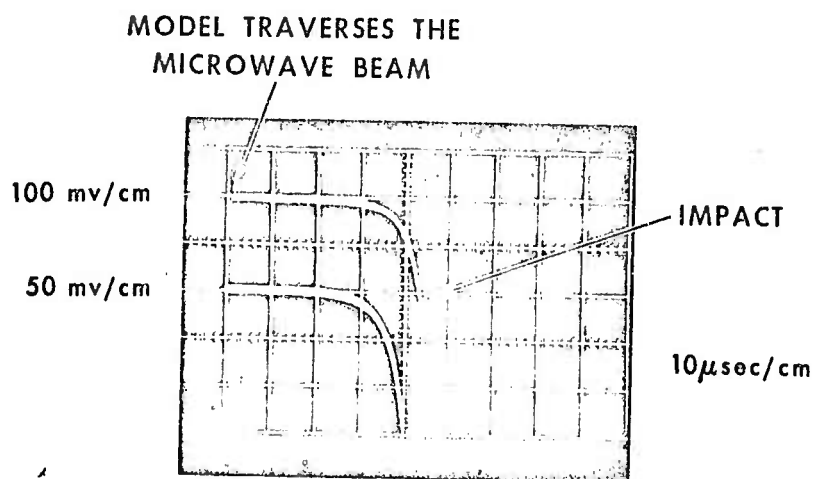 MODEL TRAVERSES THE
MICROWAVE BEAM
100 mv/cm
50 mv/cm
IMPACT
10μsec/cm